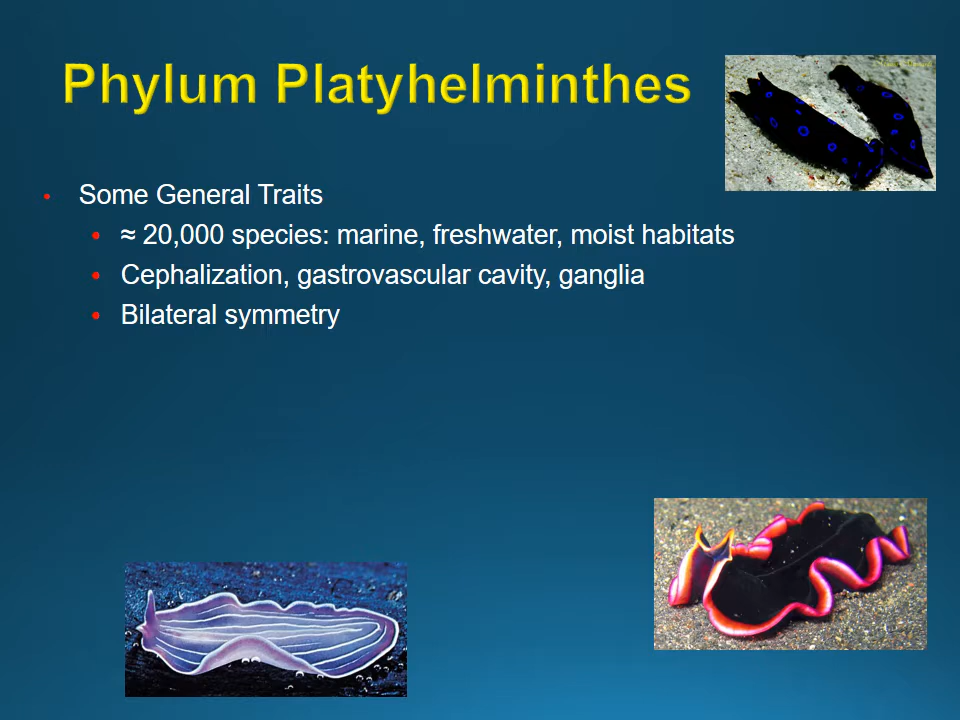 Phylum Platyhelminthes
• Some General Traits
• ≈ 20,000 species: marine, freshwater, moist habitats
• Cephalization, gastrovascular cavity, ganglia
• Bilateral symmetry